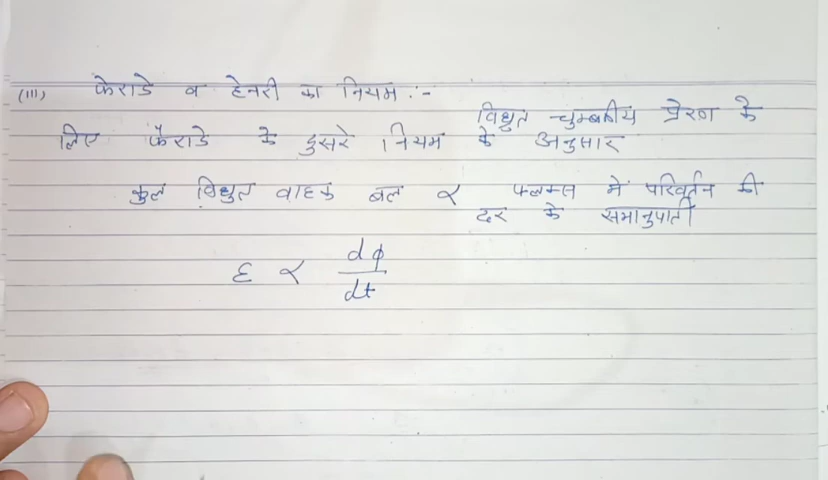 (III) फेराडे व हेनरी का नियम :-
विधुत चुम्बकीय प्रेरण के
लिए फेराडे के दुसरे नियम के अनुसार
कुल विधुत वाहक बल ∝ फ्लक्स में परिवर्तन की
दर के समानुपाती
ε ∝ dφ/dt